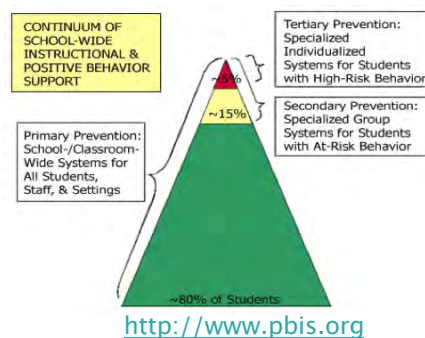 CONTINUUM OF
SCHOOL-WIDE
INSTRUCTIONAL &
POSITIVE BEHAVIOR
SUPPORT
Primary Prevention:
School-/Classroom-
Wide Systems for
All Students,
Staff, & Settings
Tertiary Prevention:
Specialized
Individualized
Systems for Students
with High-Risk Behavior
Secondary Prevention:
Specialized Group
Systems for Students
with At-Risk Behavior
~5%
~15%
~80% of Students
http://www.pbis.org